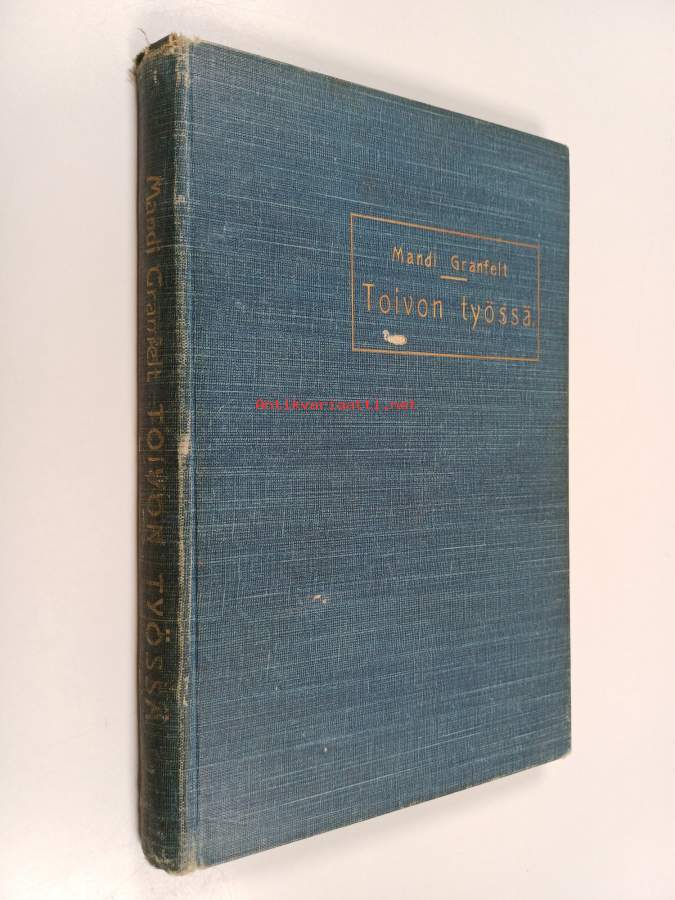 Mandi Granfelt
Toivon työssä.
Mandi Granfelt TOIVON TYÖSSÄ
Antikvariaatti.net